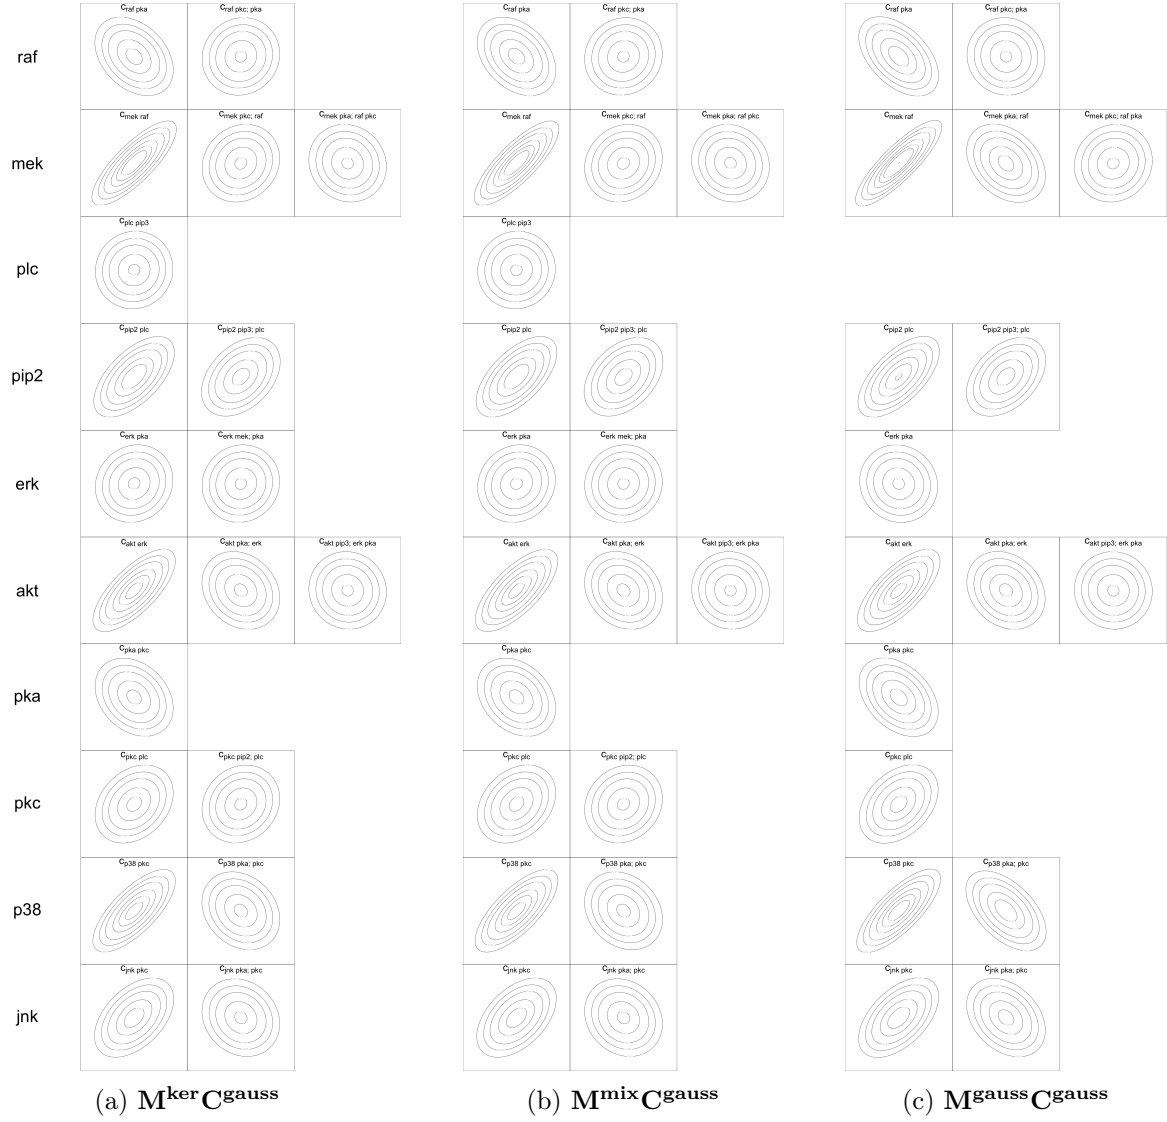 C_raf pka C_raf pkc; pka C_raf pka C_raf pkc; pka C_raf pka C_raf pkc; pka
raf
C_mek raf C_mek pkc; raf C_mek pka; raf pkc C_mek raf C_mek pkc; raf C_mek pka; raf pkc C_mek raf C_mek pka; raf C_mek pkc; raf pka
mek
C_plc pip3 C_plc pip3
plc
C_pip2 plc C_pip2 pip3; plc C_pip2 plc C_pip2 pip3; plc C_pip2 plc C_pip2 pip3; plc
pip2
C_erk pka C_erk mek; pka C_erk pka C_erk mek; pka C_erk pka
erk
C_akt erk C_akt pka; erk C_akt pip3; erk pka C_akt erk C_akt pka; erk C_akt pip3; erk pka C_akt erk C_akt pka; erk C_akt pip3; erk pka
akt
C_pka pkc C_pka pkc C_pka pkc
pka
C_pkc plc C_pkc pip2; plc C_pkc plc C_pkc pip2; plc C_pkc plc
pkc
C_p38 pkc C_p38 pka; pkc C_p38 pkc C_p38 pka; pkc C_p38 pkc C_p38 pka; pkc
p38
C_jnk pkc C_jnk pka; pkc C_jnk pkc C_jnk pka; pkc C_jnk pkc C_jnk pka; pkc
jnk
(a) M^ker C^gauss (b) M^mix C^gauss (c) M^gauss C^gauss